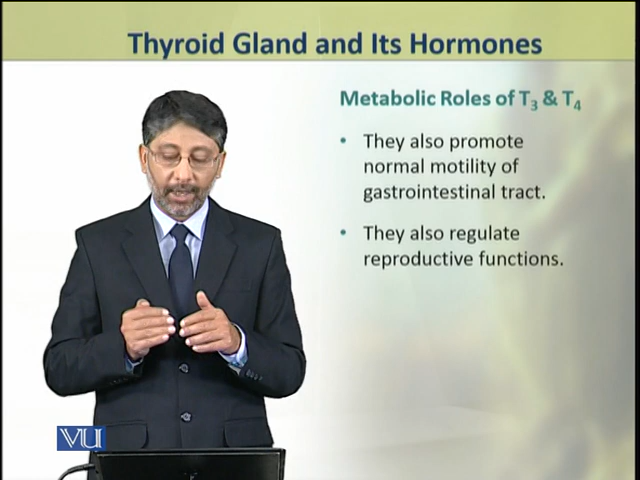 Thyroid Gland and Its Hormones
Metabolic Roles of T₃ & T₄
• They also promote
normal motility of
gastrointestinal tract.
• They also regulate
reproductive functions.
VU